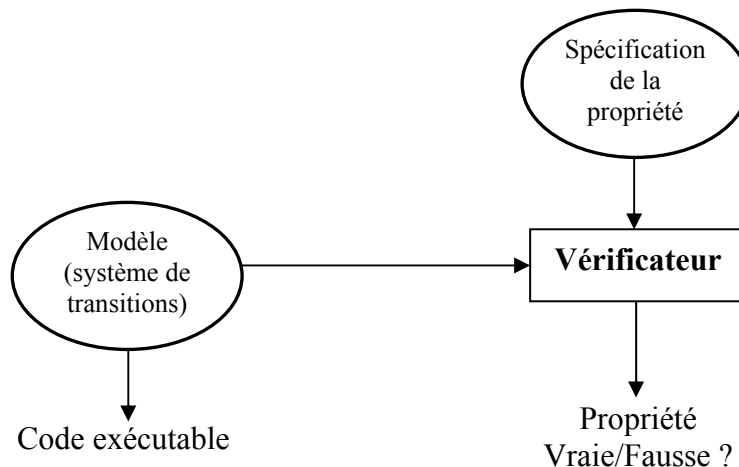 Spécification
de la
propriété
Modèle
(système de
transitions)
Vérificateur
Code exécutable
Propriété
Vraie/Fausse ?